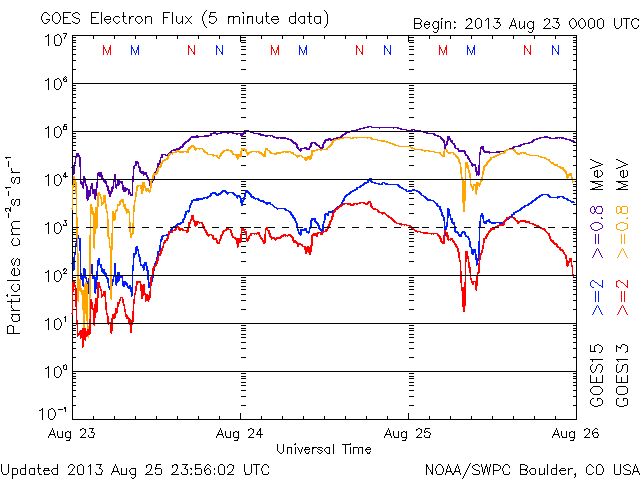 GOES Electron Flux (5 minute data)
Begin: 2013 Aug 23 0000 UTC
10⁷
M M N N M M N N M M N N
10⁶
10⁵
10⁴
10³
10²
10¹
10⁰
10⁻¹
Particles cm⁻²s⁻¹sr⁻¹
Aug 23 Aug 24 Aug 25 Aug 26
Universal Time
GOES15 >=2 >=0.8 MeV
GOES13 >=2 >=0.8 MeV
Updated 2013 Aug 25 23:56:02 UTC
NOAA/SWPC Boulder, CO USA